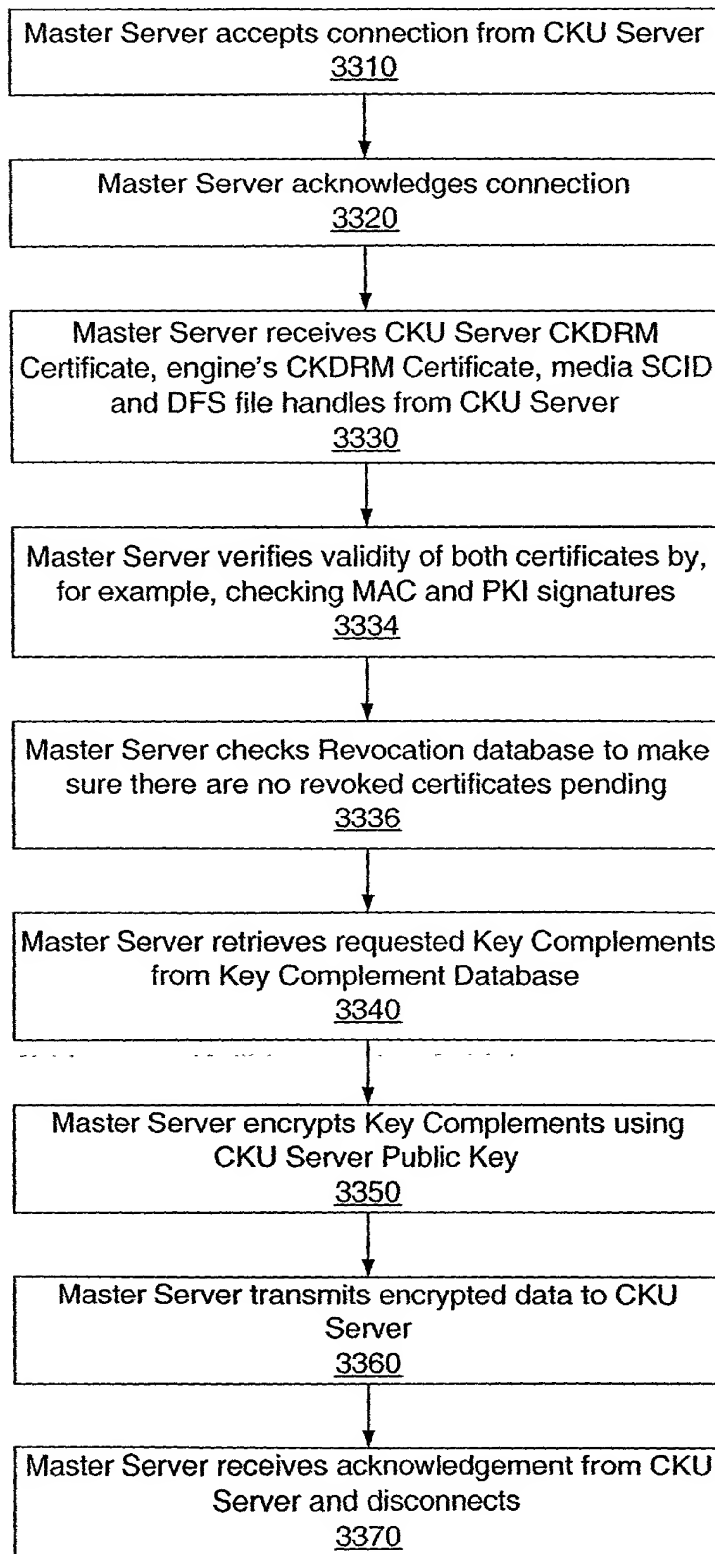 Master Server accepts connection from CKU Server
3310
Master Server acknowledges connection
3320
Master Server receives CKU Server CKDRM
Certificate, engine's CKDRM Certificate, media SCID
and DFS file handles from CKU Server
3330
Master Server verifies validity of both certificates by,
for example, checking MAC and PKI signatures
3334
Master Server checks Revocation database to make
sure there are no revoked certificates pending
3336
Master Server retrieves requested Key Complements
from Key Complement Database
3340
Master Server encrypts Key Complements using
CKU Server Public Key
3350
Master Server transmits encrypted data to CKU
Server
3360
Master Server receives acknowledgement from CKU
Server and disconnects
3370